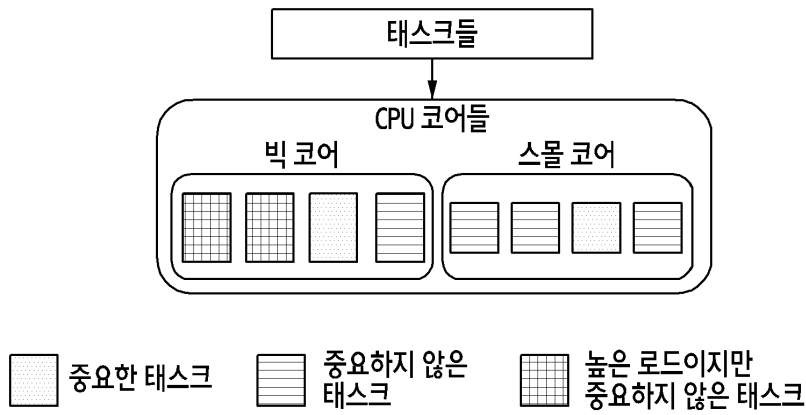 태스크들
CPU 코어들
빅 코어
스몰 코어
중요한 태스크
중요하지 않은
태스크
높은 로드이지만
중요하지 않은 태스크